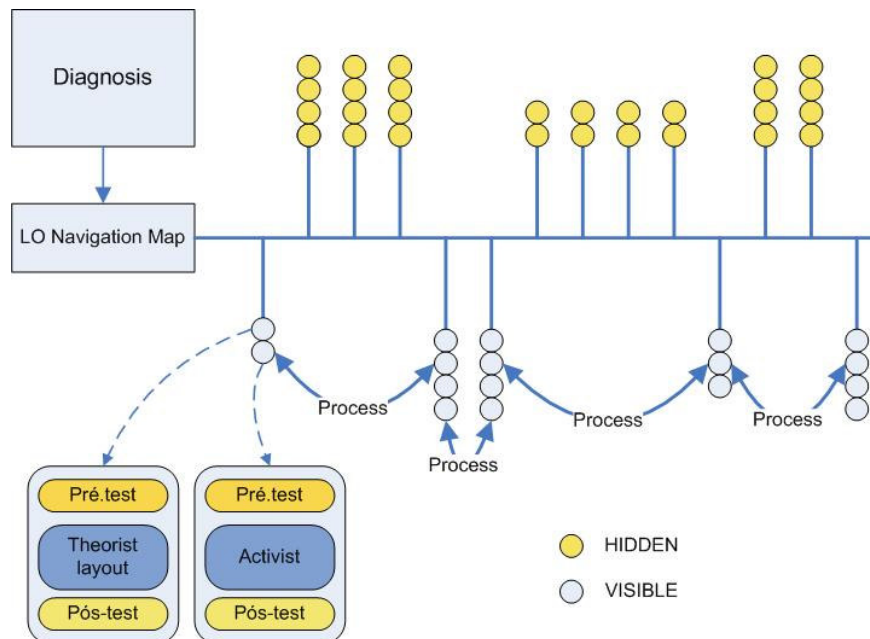 Diagnosis
LO Navigation Map
Process
Process
Process
Process
Pré.test
Theorist
layout
Pós-test
Pré.test
Activist
Pós-test
HIDDEN
VISIBLE